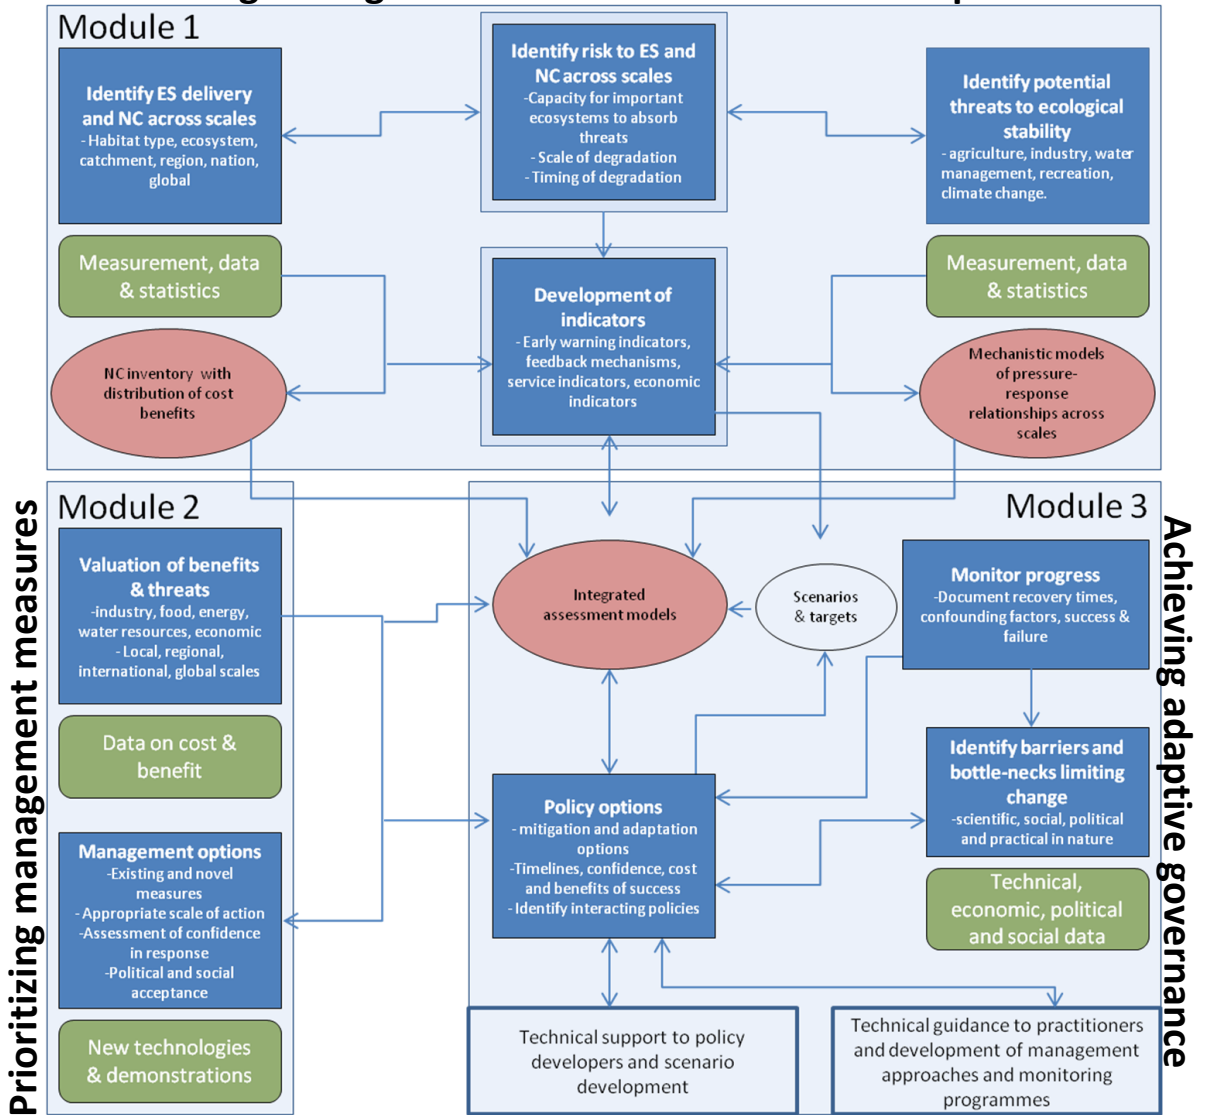 Module 1
Identify ES delivery
and NC across scales
- Habitat type, ecosystem,
catchment, region, nation,
global
Identify risk to ES and
NC across scales
-Capacity for important
ecosystems to absorb
threats
- Scale of degradation
- Timing of degradation
Identify potential
threats to ecological
stability
- agriculture, industry, water
management, recreation,
climate change.
Measurement, data
& statistics
Development of
indicators
- Early warning indicators,
feedback mechanisms,
service indicators, economic
indicators
Measurement, data
& statistics
NC inventory with
distribution of cost
benefits
Mechanistic models
of pressure-
response
relationships across
scales
Prioritizing management measures
Module 2
Valuation of benefits
& threats
-industry, food, energy,
water resources, economic
- Local, regional,
international, global scales
Data on cost &
benefit
Management options
-Existing and novel
measures
- Appropriate scale of action
-Assessment of confidence
in response
-Political and social
acceptance
New technologies
& demonstrations
Module 3
Integrated
assessment models
Scenarios
& targets
Monitor progress
-Document recovery times,
confounding factors, success &
failure
Policy options
- mitigation and adaptation
options
-Timelines, confidence, cost
and benefits of success
- Identify interacting policies
Identify barriers and
bottle-necks limiting
change
-scientific, social, political
and practical in nature
Technical,
economic, political
and social data
Technical support to policy
developers and scenario
development
Technical guidance to practitioners
and development of management
approaches and monitoring
programmes
Achieving adaptive governance